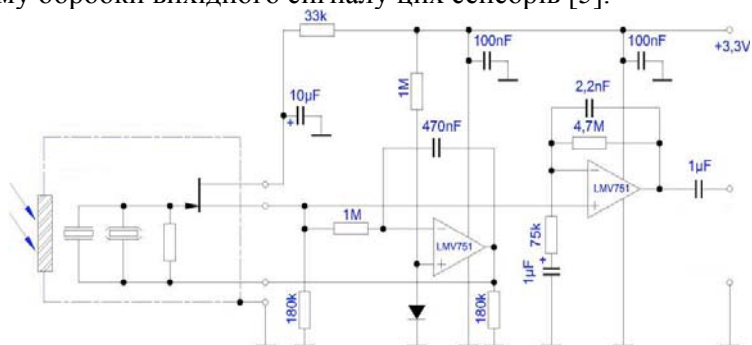 му обробки вихідного сигналу цих сенсорів [3].
33k
100nF
100nF
+3,3V
10µF
+
1M
2,2nF
470nF
4,7M
1µF
LMV751
1M
LMV751
75k
1µF
+
180k
180k